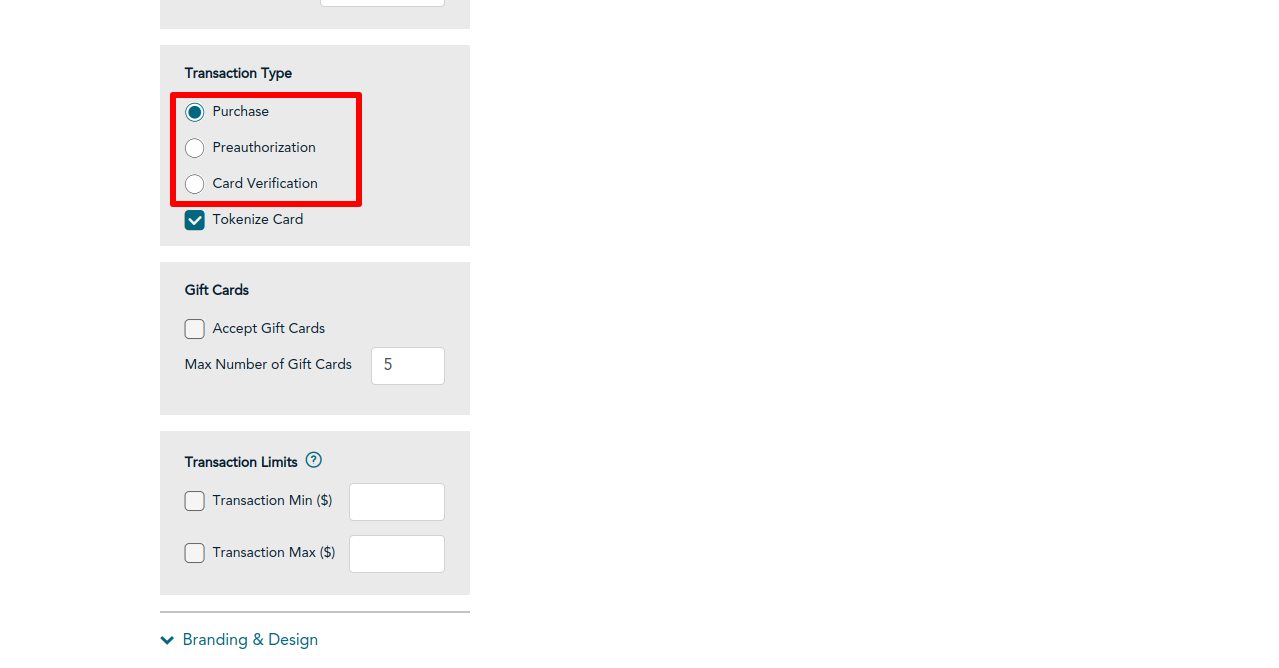 Transaction Type
Purchase
Preauthorization
Card Verification
Tokenize Card
Gift Cards
Accept Gift Cards
Max Number of Gift Cards 5
Transaction Limits ?
Transaction Min ($)
Transaction Max ($)
Branding & Design